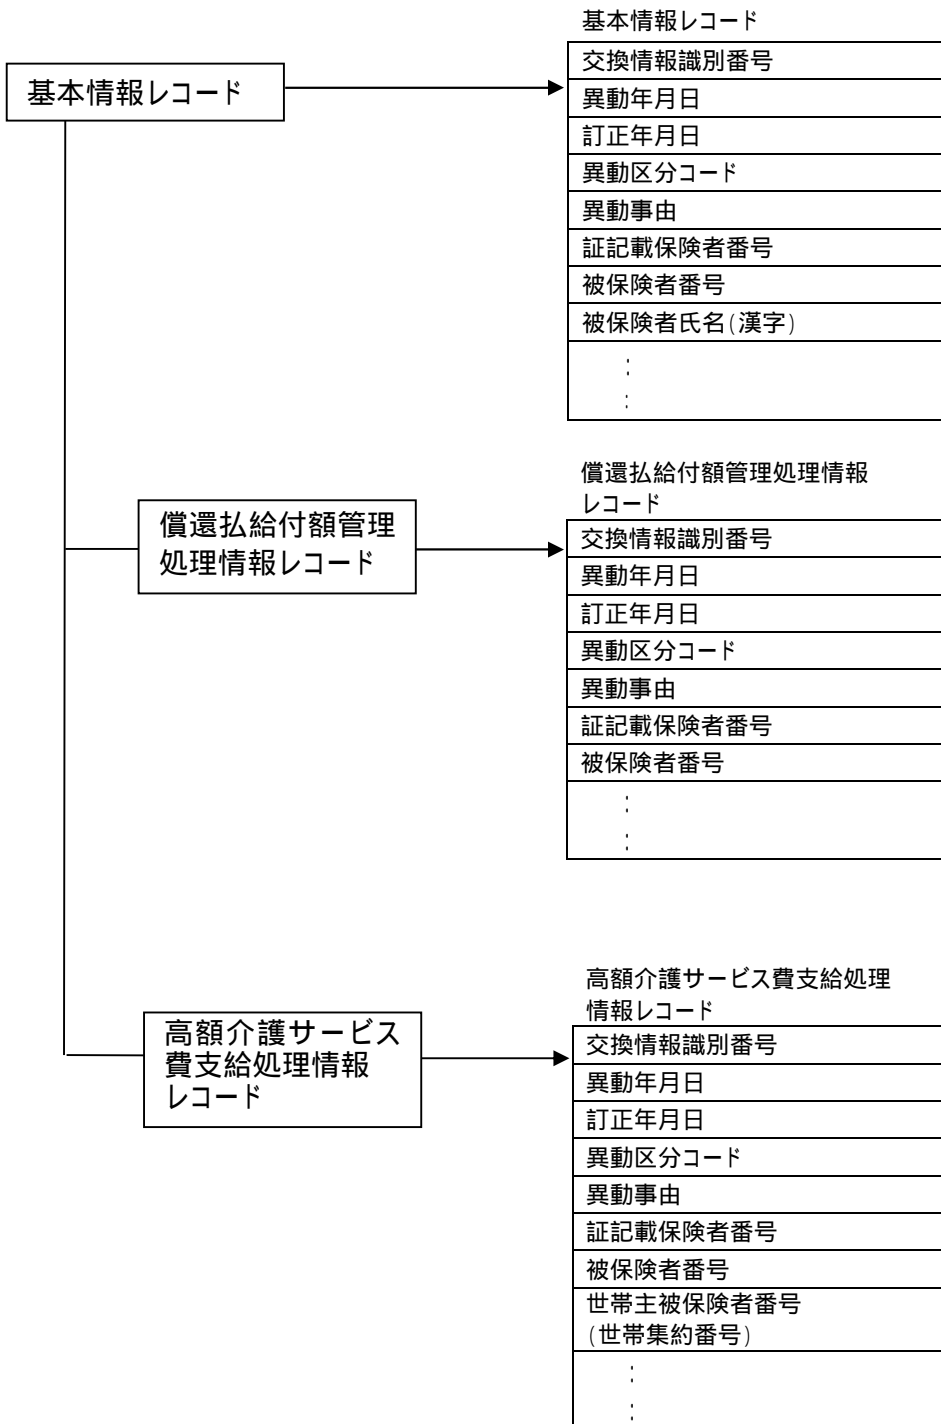 基本情報レコード
基本情報レコード
交換情報識別番号
異動年月日
訂正年月日
異動区分コード
異動事由
証記載保険者番号
被保険者番号
被保険者氏名(漢字)
:
:
償還払給付額管理
処理情報レコード
償還払給付額管理処理情報
レコード
交換情報識別番号
異動年月日
訂正年月日
異動区分コード
異動事由
証記載保険者番号
被保険者番号
:
:
高額介護サービス
費支給処理情報
レコード
高額介護サービス費支給処理
情報レコード
交換情報識別番号
異動年月日
訂正年月日
異動区分コード
異動事由
証記載保険者番号
被保険者番号
世帯主被保険者番号
(世帯集約番号)
:
: